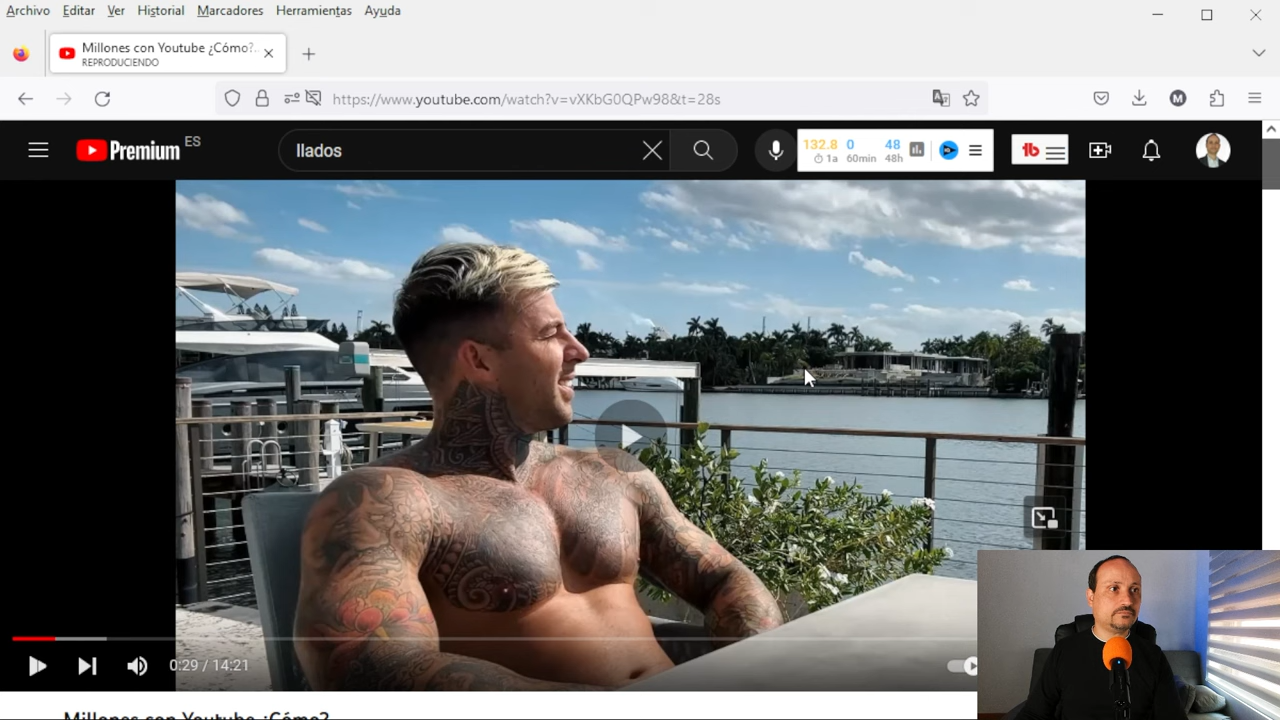 Archivo Editar Ver Historial Marcadores Herramientas Ayuda
Millones con Youtube ¿Cómo?..
REPRODUCIENDO
https://www.youtube.com/watch?v=vXKbG0QPw98&t=28s
M
Premium ES
llados
132.8 0 48
1a 60min 48h
tb
0:29 / 14:21
Millones con Youtube ¿Cómo?